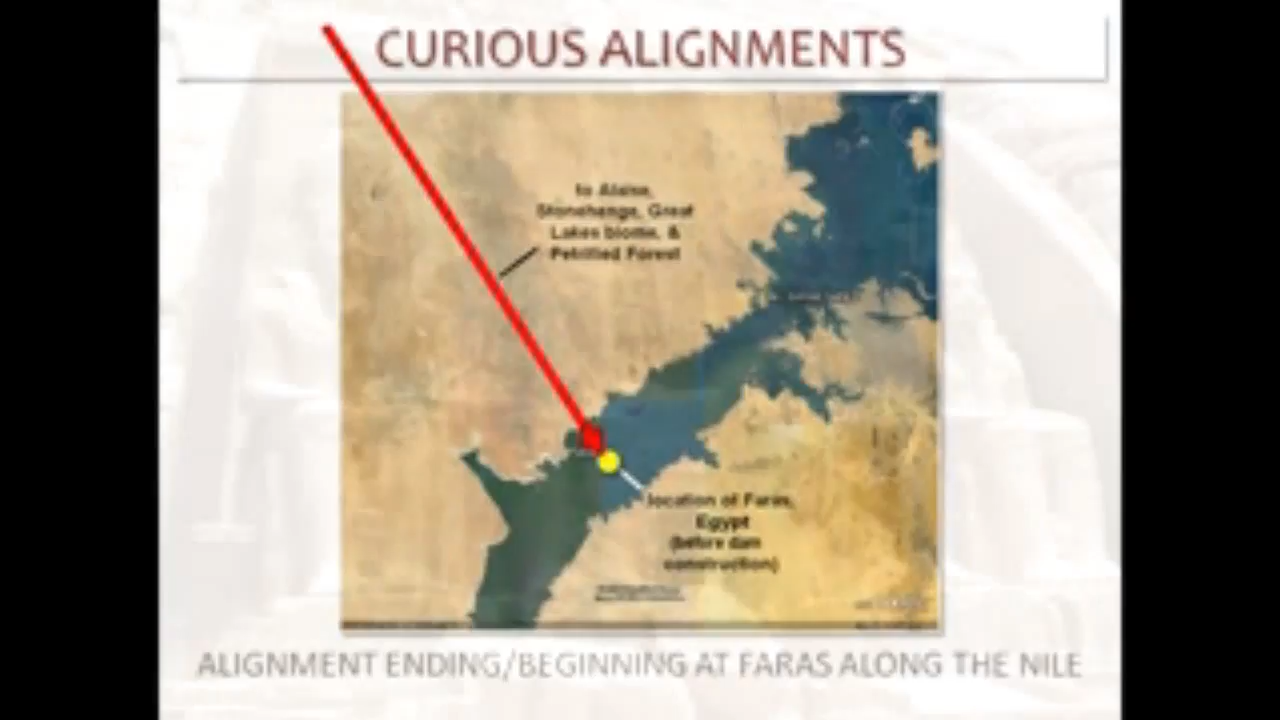 CURIOUS ALIGNMENTS
to Alaise,
Stonehenge, Great
Lakes biome, &
Petrified Forest
location of Faras,
Egypt
(before dam
construction)
ALIGNMENT ENDING/BEGINNING AT FARAS ALONG THE NILE